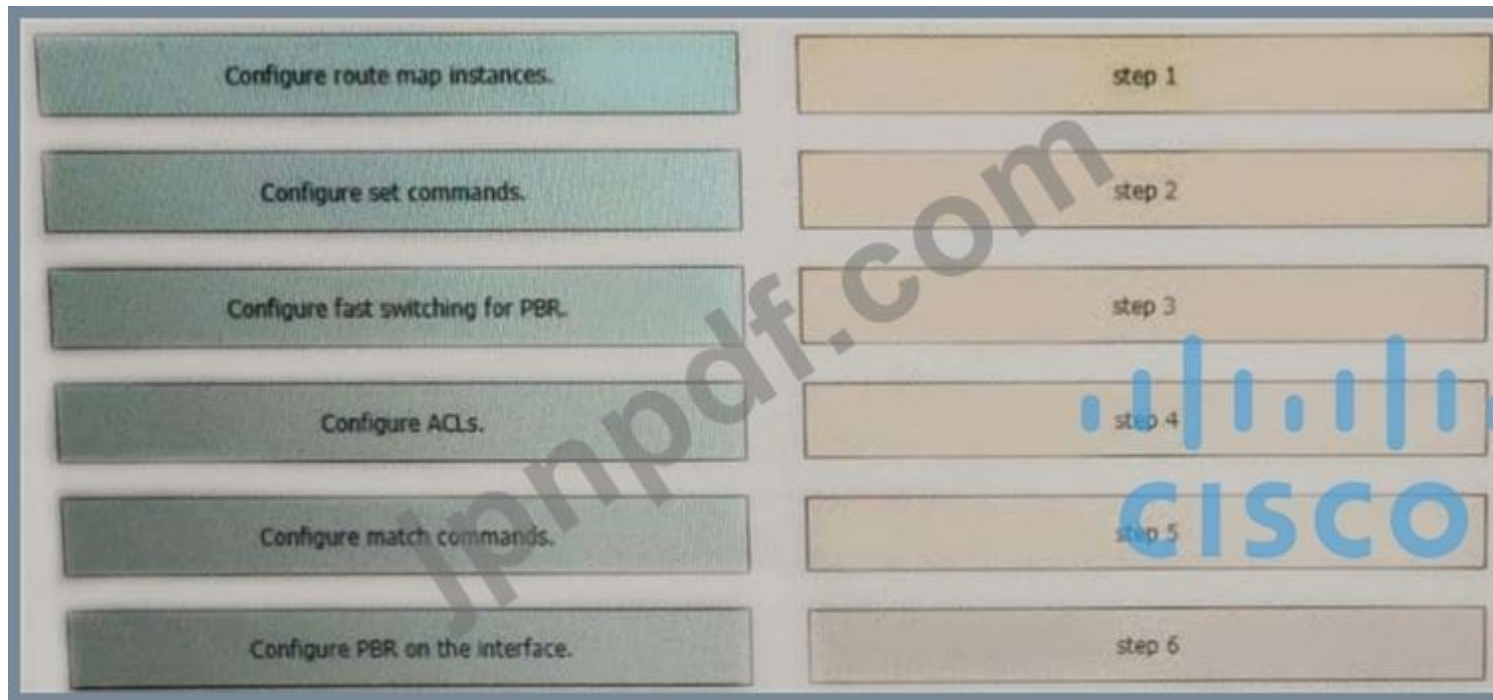 Configure route map instances.
step 1
Configure set commands.
step 2
Configure fast switching for PBR.
step 3
Configure ACLs.
step 4
Configure match commands.
step 5
Configure PBR on the interface.
step 6
jpnpdf.com
CISCO